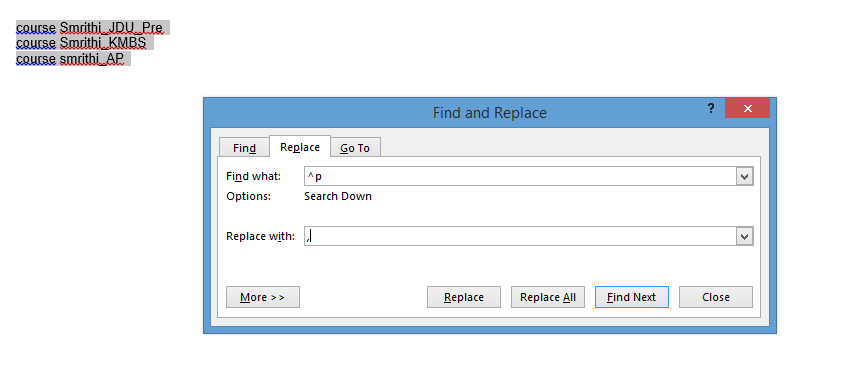 course Smrithi_JDU_Pre
course Smrithi_KMBS
course smrithi_AP
Find and Replace
? ×
Find Replace Go To
Find what: ^p
Options: Search Down
Replace with: ,
More >> Replace Replace All Find Next Close